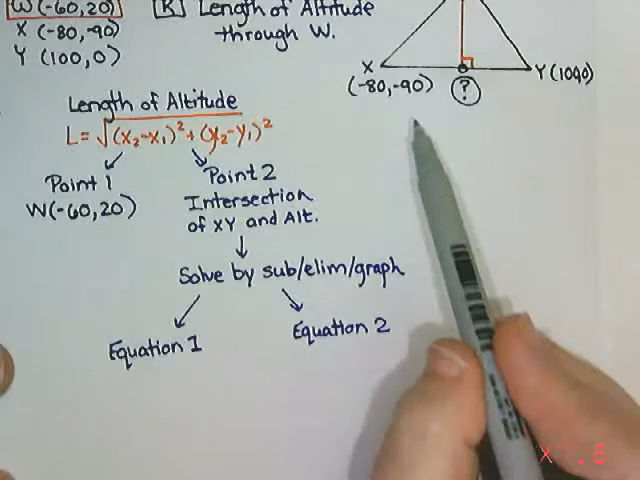 W(-60,20) R Length of Altitude
X (-80,-90) through W.
Y (100,0)
X Y(100,0)
(-80,-90) ?
Length of Altitude
L=√(x₂-x₁)²+(y₂-y₁)²
Point 1 Point 2
W(-60,20) Intersection
of XY and Alt.
Solve by sub/elim/graph
Equation 1 Equation 2